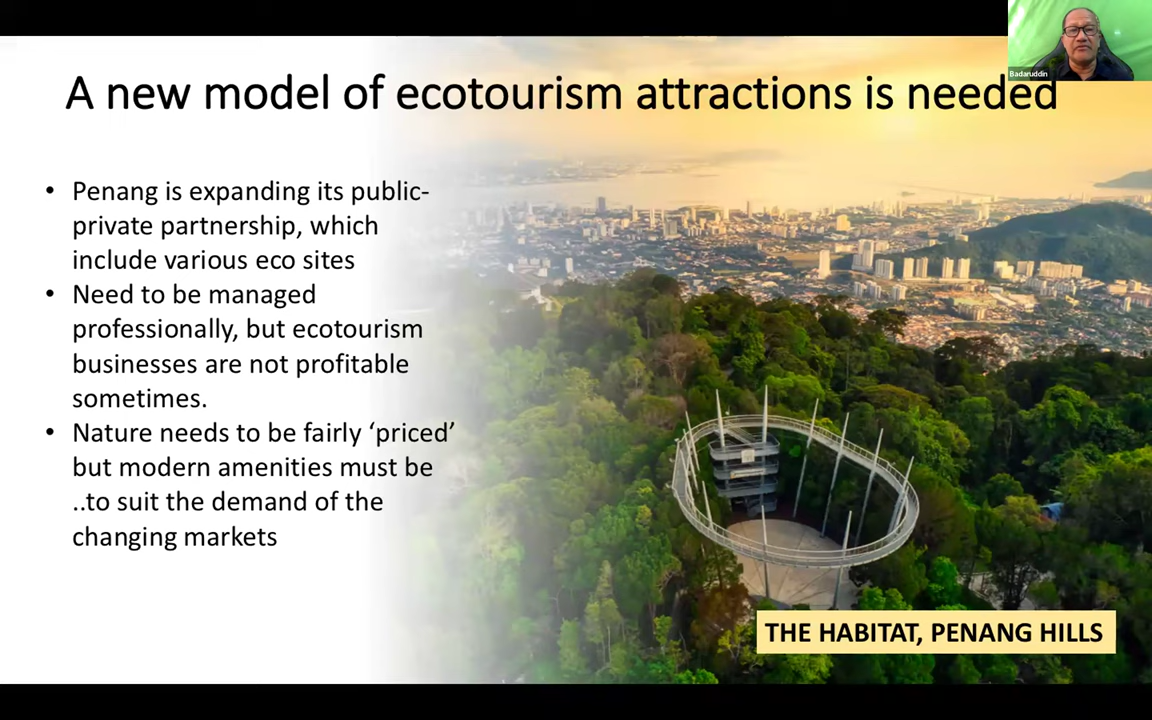 Badaruddin
A new model of ecotourism attractions is needed
• Penang is expanding its public-
private partnership, which
include various eco sites
• Need to be managed
professionally, but ecotourism
businesses are not profitable
sometimes.
• Nature needs to be fairly ‘priced’
but modern amenities must be
..to suit the demand of the
changing markets
THE HABITAT, PENANG HILLS